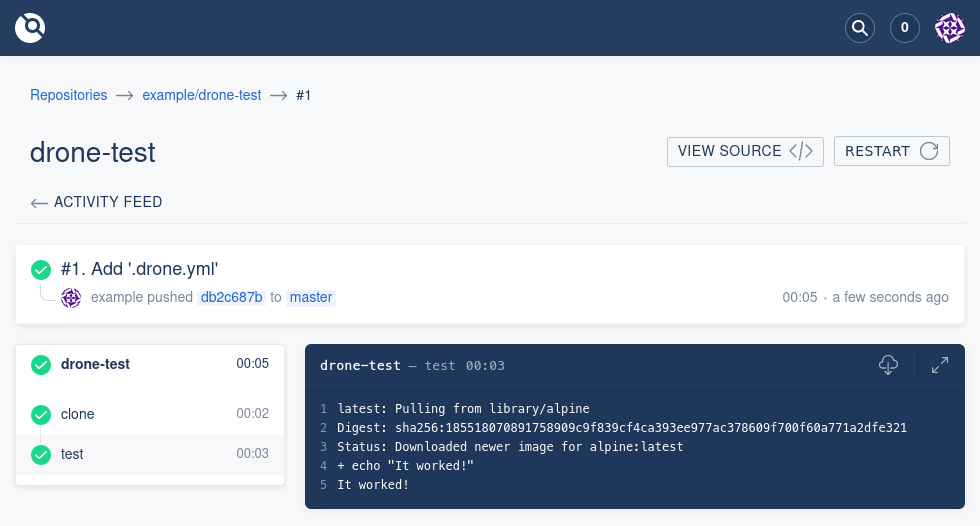 0
Repositories → example/drone-test → #1
drone-test
VIEW SOURCE </>
RESTART
← ACTIVITY FEED
#1. Add '.drone.yml'
example pushed db2c687b to master
00:05 • a few seconds ago
drone-test 00:05
clone 00:02
test 00:03
drone-test — test 00:03
1 latest: Pulling from library/alpine
2 Digest: sha256:185518070891758909c9f839cf4ca393ee977ac378609f700f60a771a2dfe321
3 Status: Downloaded newer image for alpine:latest
4 + echo "It worked!"
5 It worked!